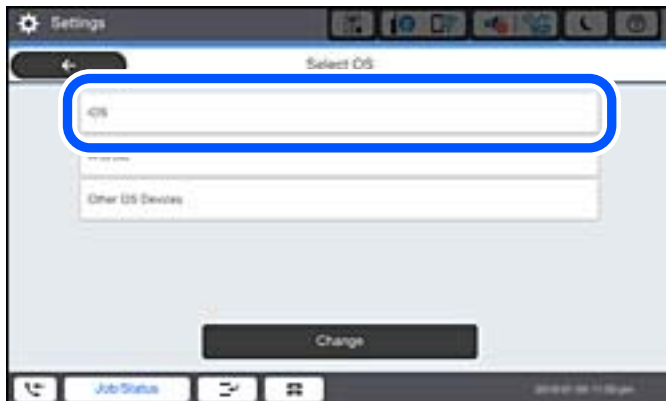 Settings
Select OS
iOS
Other OS Devices
Change
Job Status